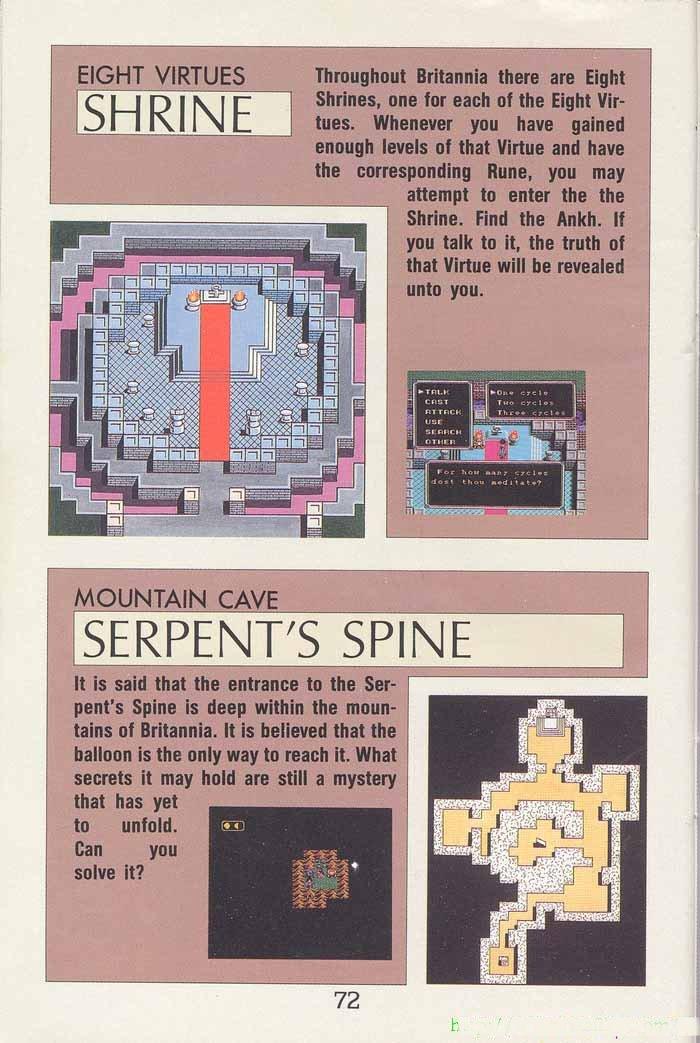 EIGHT VIRTUES
SHRINE
Throughout Britannia there are Eight
Shrines, one for each of the Eight Vir-
tues. Whenever you have gained
enough levels of that Virtue and have
the corresponding Rune, you may
attempt to enter the the
Shrine. Find the Ankh. If
you talk to it, the truth of
that Virtue will be revealed
unto you.
▶TALK
CAST
ATTACK
USE
SEARCH
OTHER
▶One cycle
Two cycles
Three cycles
For how many cycles
dost thou meditate?
MOUNTAIN CAVE
SERPENT'S SPINE
It is said that the entrance to the Ser-
pent's Spine is deep within the moun-
tains of Britannia. It is believed that the
balloon is the only way to reach it. What
secrets it may hold are still a mystery
that has yet
to unfold.
Can you
solve it?
72